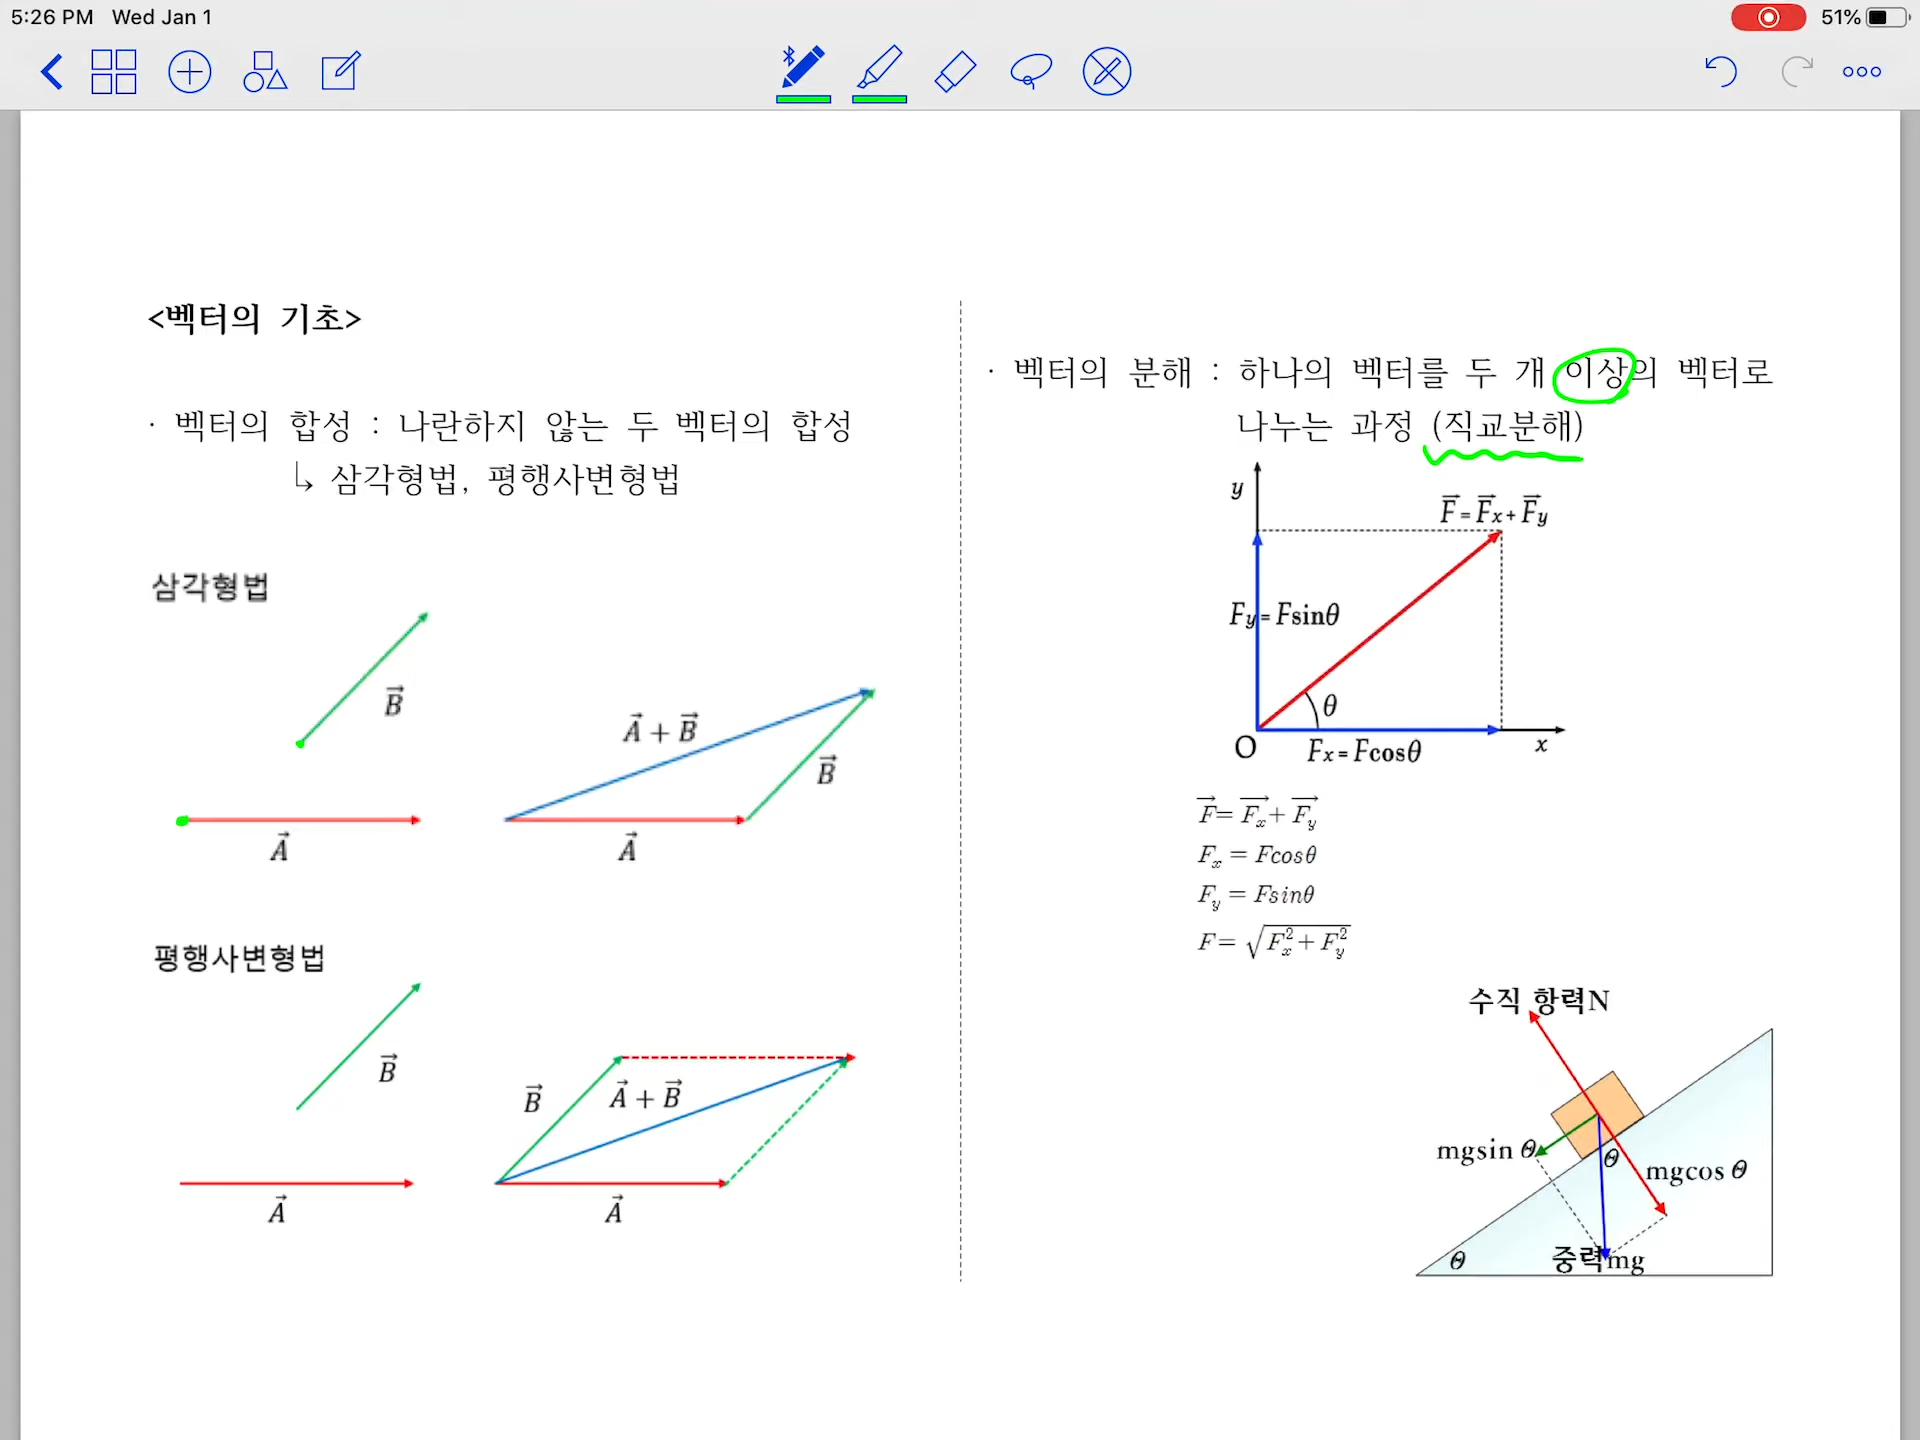 5:26 PM Wed Jan 1
51%
<벡터의 기초>
· 벡터의 합성 : 나란하지 않는 두 벡터의 합성
↳ 삼각형법, 평행사변형법
삼각형법
B⃗
A⃗
A⃗ + B⃗
B⃗
A⃗
평행사변형법
B⃗
A⃗
B⃗
A⃗ + B⃗
A⃗
· 벡터의 분해 : 하나의 벡터를 두 개 이상의 벡터로
나누는 과정 (직교분해)
y
F⃗ = F⃗x + F⃗y
Fy = Fsinθ
θ
O
Fx = Fcosθ
x
F⃗ = F⃗x + F⃗y
Fx = Fcosθ
Fy = Fsinθ
F = √(Fx² + Fy²)
수직 항력N
mgsin θ
θ
mgcos θ
θ
중력mg